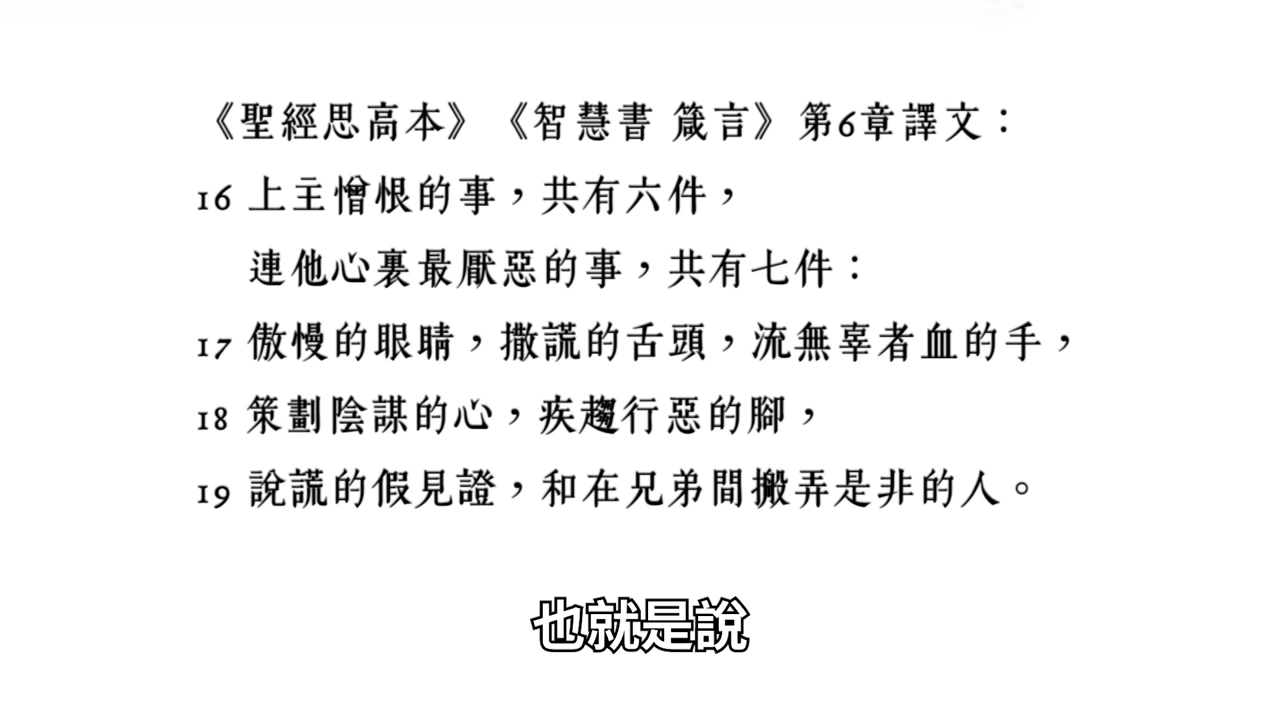 《聖經思高本》《智慧書 箴言》第6章譯文：
16 上主憎恨的事，共有六件，
連他心裏最厭惡的事，共有七件：
17 傲慢的眼睛，撒謊的舌頭，流無辜者血的手，
18 策劃陰謀的心，疾趨行惡的腳，
19 說謊的假見證，和在兄弟間搬弄是非的人。
也就是說